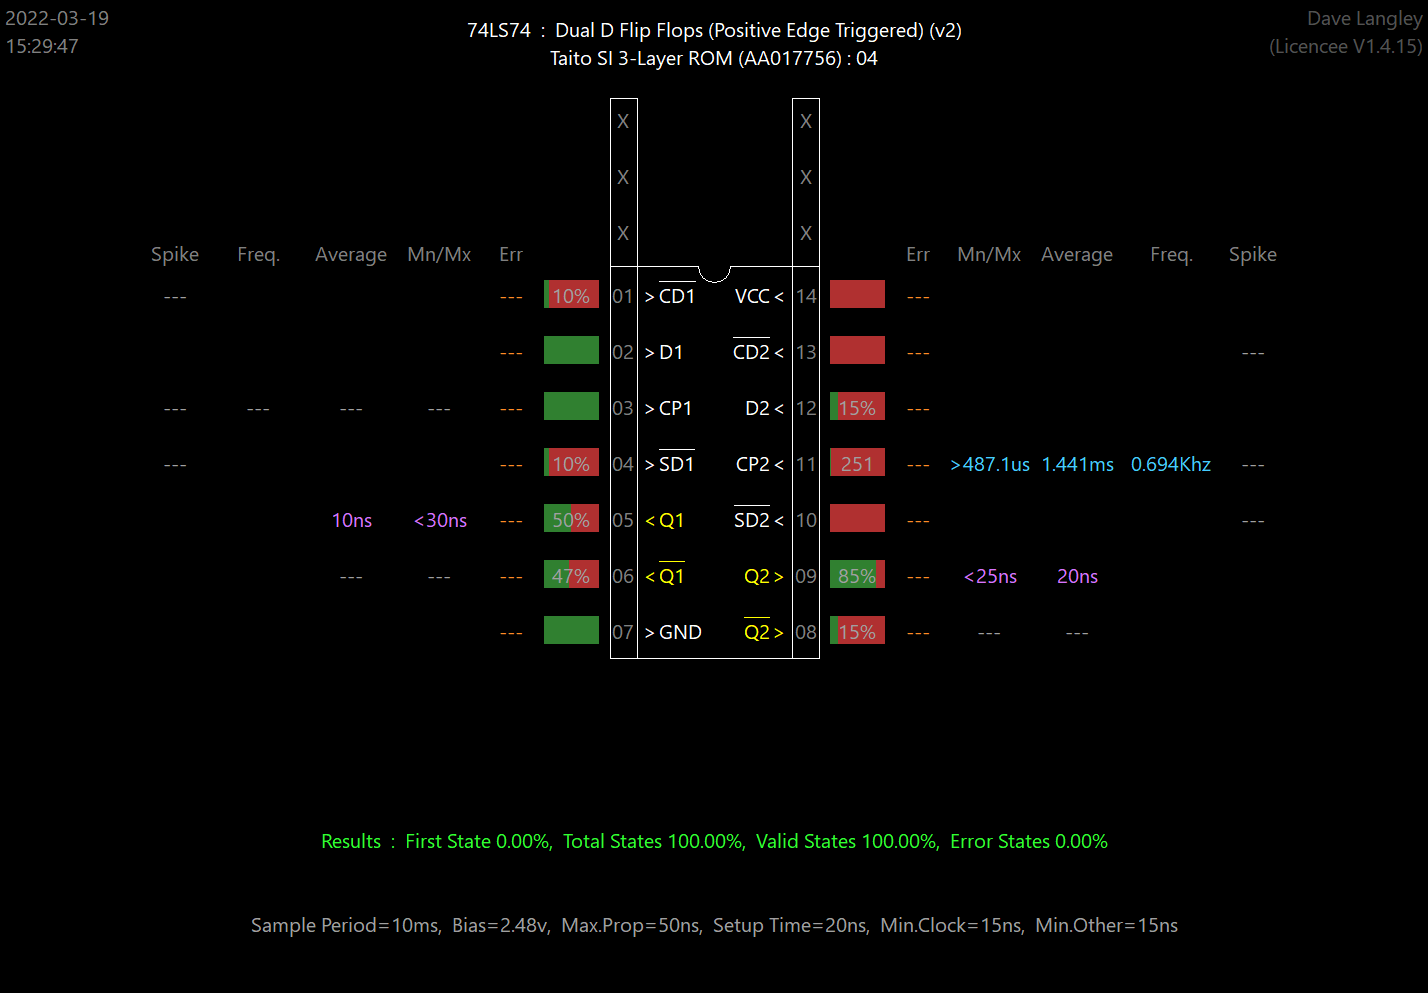 2022-03-19
15:29:47
74LS74 : Dual D Flip Flops (Positive Edge Triggered) (v2)
Taito SI 3-Layer ROM (AA017756) : 04
Dave Langley
(Licencee V1.4.15)
X X
X X
X X
Spike Freq. Average Mn/Mx Err Err Mn/Mx Average Freq. Spike
--- --- 10% 01 >CD1 VCC< 14 ---
--- 02 >D1 CD2< 13 --- ---
--- --- --- --- --- 03 >CP1 D2< 12 15% ---
--- --- 10% 04 >SD1 CP2< 11 251 --- >487.1us 1.441ms 0.694Khz ---
10ns <30ns --- 50% 05 <Q1 SD2< 10 --- ---
--- --- --- 47% 06 <Q1 Q2> 09 85% --- <25ns 20ns
--- 07 >GND Q2> 08 15% --- --- ---
Results : First State 0.00%, Total States 100.00%, Valid States 100.00%, Error States 0.00%
Sample Period=10ms, Bias=2.48v, Max.Prop=50ns, Setup Time=20ns, Min.Clock=15ns, Min.Other=15ns